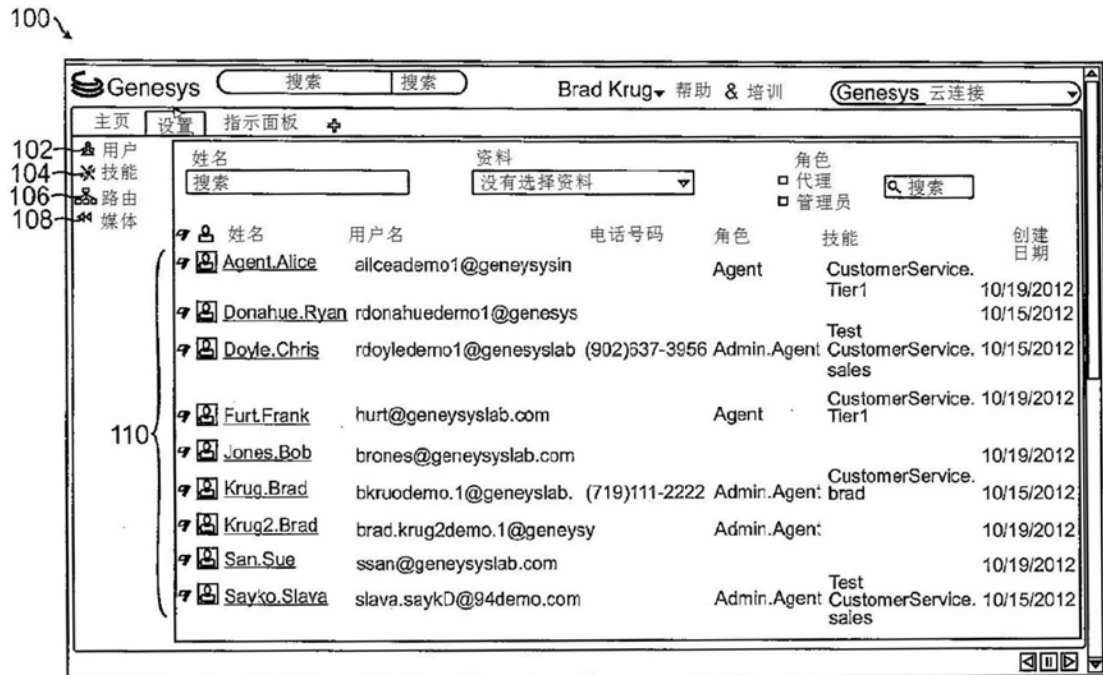 100
Genesys 搜索 搜索 Brad Krug 帮助 & 培训 Genesys 云连接
主页 设置 指示面板
102 用户
104 技能
106 路由
108 媒体
姓名 资料 角色
搜索 没有选择资料 代理 搜索
管理员
姓名 用户名 电话号码 角色 技能 创建
日期
Agent.Alice ailceademo1@geneysysin Agent CustomerService.
Tier1 10/19/2012
Donahue.Ryan rdonahuedemo1@genesys 10/15/2012
Test
Doyle.Chris rdoyledemo1@genesyslab (902)637-3956 Admin.Agent CustomerService. 10/15/2012
sales
Furt.Frank hurt@geneysyslab.com Agent CustomerService. 10/19/2012
Tier1
110
Jones.Bob brones@geneysyslab.com 10/19/2012
Krug.Brad bkruodemo.1@geneyslab. (719)111-2222 Admin.Agent CustomerService.
brad 10/15/2012
Krug2.Brad brad.krug2demo.1@geneysy Admin.Agent 10/19/2012
San.Sue ssan@geneysyslab.com 10/19/2012
Test
Sayko.Slava slava.saykD@94demo.com Admin.Agent CustomerService. 10/15/2012
sales